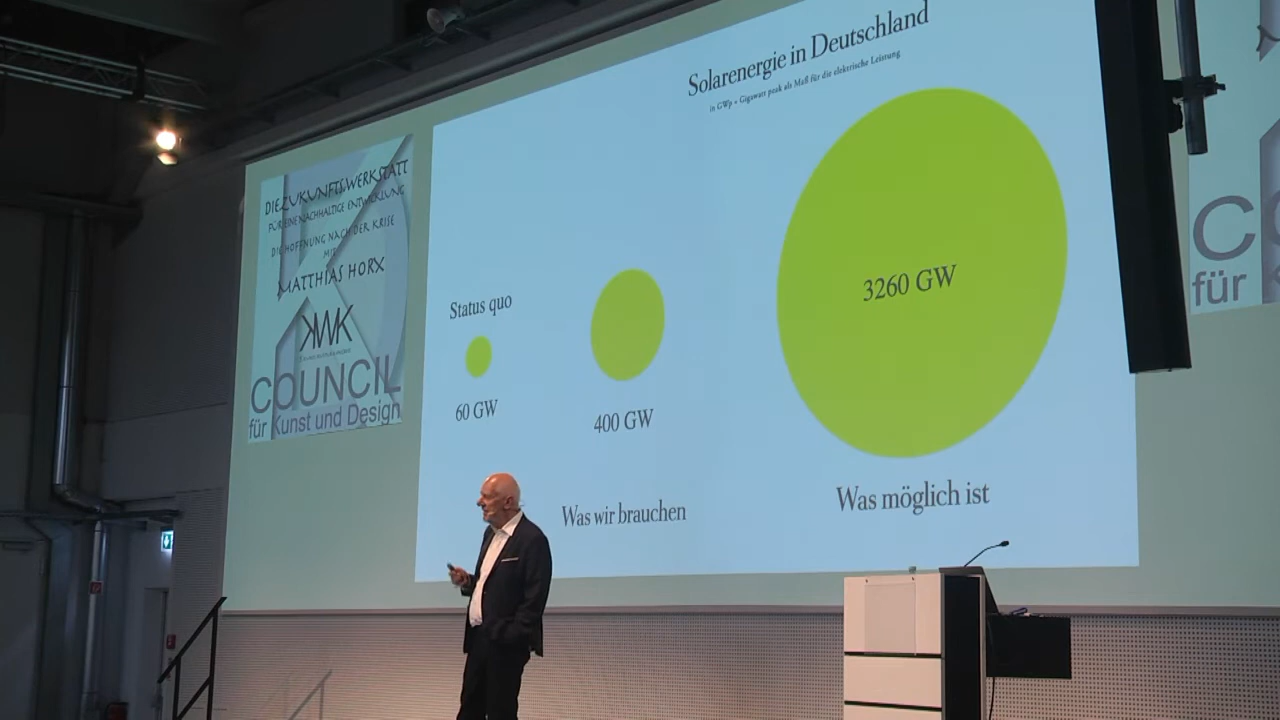 DIE ZUKUNFTSWERKSTATT
FÜR EINE NACHHALTIGE ENTWICKLUNG
DIE HOFFNUNG NACH DER KRISE
MIT
MATTHIAS HORX
KWK
COUNCIL
für Kunst und Design
Solarenergie in Deutschland
in GWp = Gigawatt peak als Maß für die elekrische Leistung
Status quo
60 GW
400 GW
Was wir brauchen
3260 GW
Was möglich ist
für